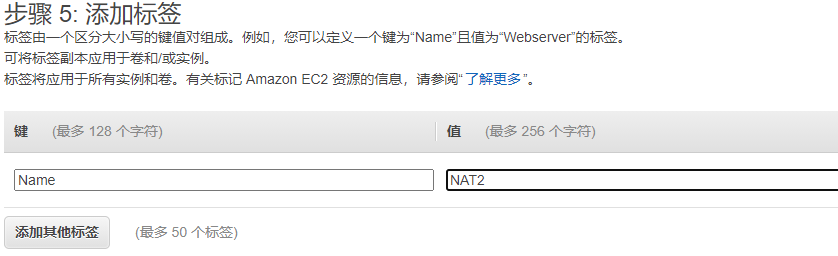 步骤 5: 添加标签
标签由一个区分大小写的键值对组成。例如，您可以定义一个键为“Name”且值为“Webserver”的标签。
可将标签副本应用于卷和/或实例。
标签将应用于所有实例和卷。有关标记 Amazon EC2 资源的信息，请参阅“了解更多”。
键 (最多 128 个字符) 值 (最多 256 个字符)
Name NAT2
添加其他标签 (最多 50 个标签)